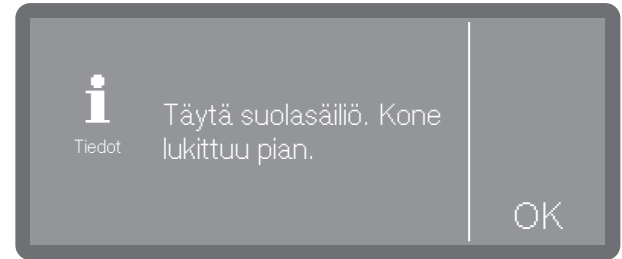 i
Tiedot
Täytä suolasäiliö. Kone
lukittuu pian.
OK